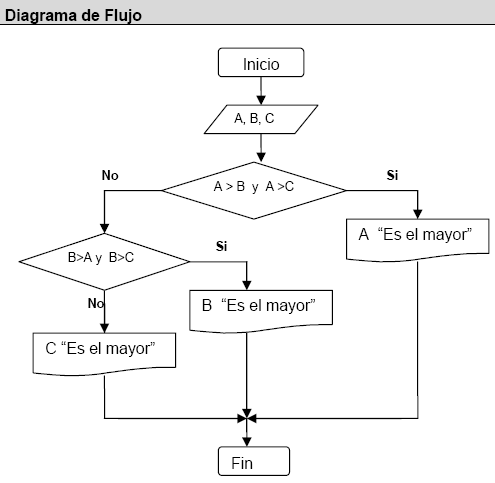 Diagrama de Flujo
Inicio
A, B, C
A > B y A >C
No
Si
A “Es el mayor”
B>A y B>C
Si
No
B “Es el mayor”
C “Es el mayor”
Fin